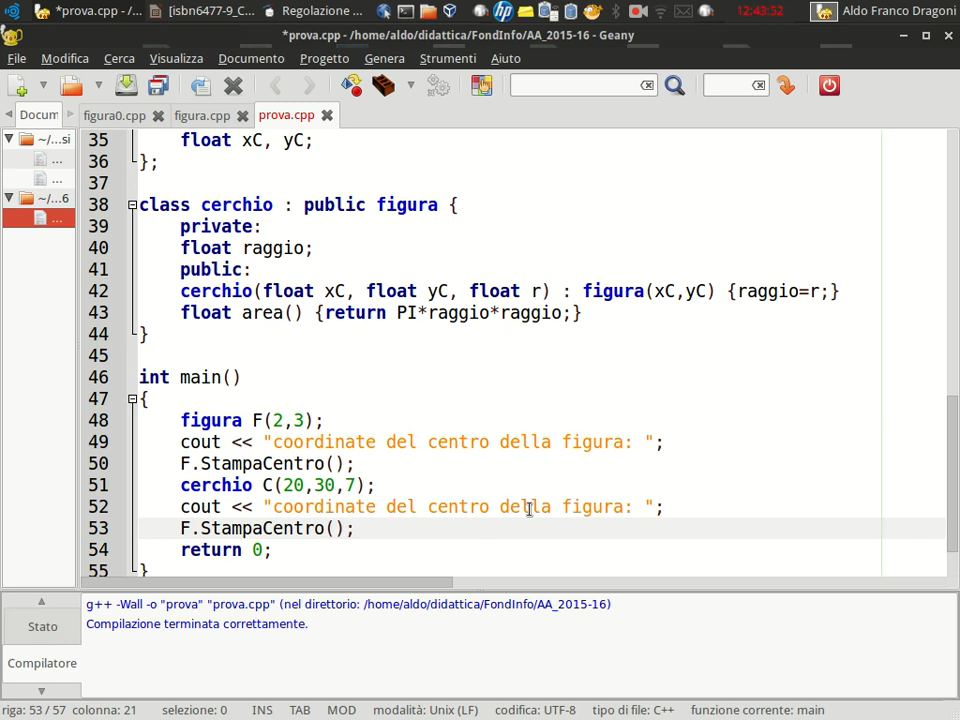 *prova.cpp - /...
[isbn6477-9_C...
Regolazione ...
12:43:52
Aldo Franco Dragoni
*prova.cpp - /home/aldo/didattica/FondInfo/AA_2015-16 - Geany
File Modifica Cerca Visualizza Documento Progetto Genera Strumenti Aiuto
Docum figura0.cpp figura.cpp prova.cpp
~/...si
...
...
~/...6
...
35 float xC, yC;
36 };
37
38 class cerchio : public figura {
39 private:
40 float raggio;
41 public:
42 cerchio(float xC, float yC, float r) : figura(xC,yC) {raggio=r;}
43 float area() {return PI*raggio*raggio;}
44 }
45
46 int main()
47 {
48 figura F(2,3);
49 cout << "coordinate del centro della figura: ";
50 F.StampaCentro();
51 cerchio C(20,30,7);
52 cout << "coordinate del centro della figura: ";
53 F.StampaCentro();
54 return 0;
55 }
Stato
Compilatore
g++ -Wall -o "prova" "prova.cpp" (nel direttorio: /home/aldo/didattica/FondInfo/AA_2015-16)
Compilazione terminata correttamente.
riga: 53 / 57 colonna: 21 selezione: 0 INS TAB MOD modalità: Unix (LF) codifica: UTF-8 tipo di file: C++ funzione corrente: main